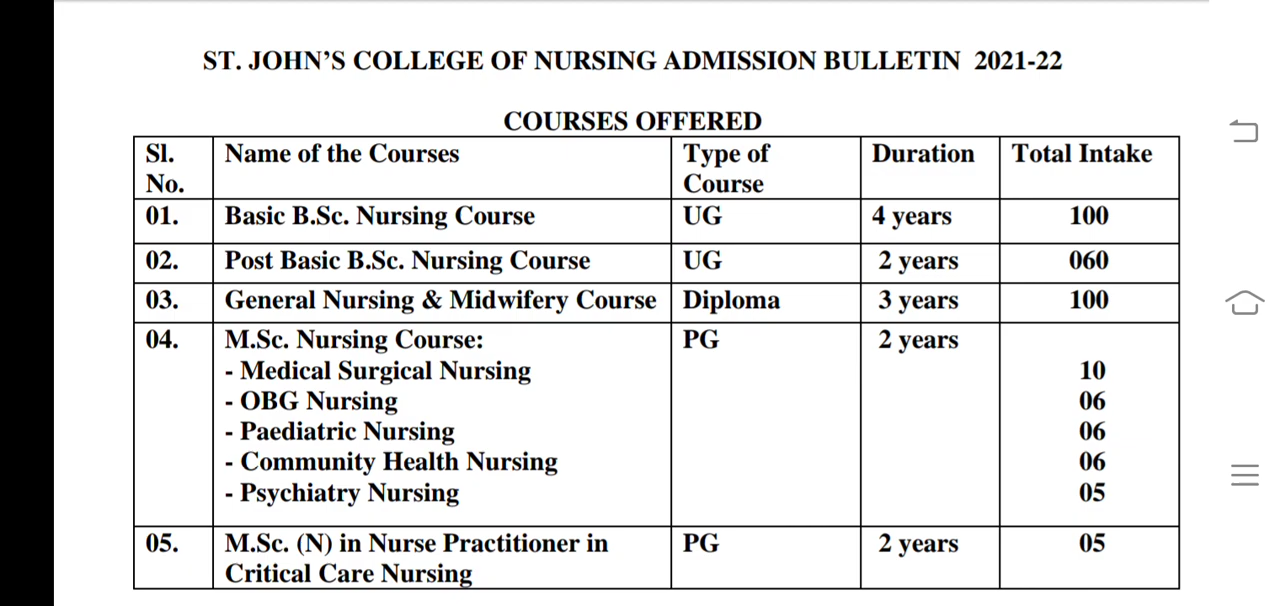 ST. JOHN’S COLLEGE OF NURSING ADMISSION BULLETIN 2021-22
COURSES OFFERED
Sl. No. Name of the Courses Type of Course Duration Total Intake
01. Basic B.Sc. Nursing Course UG 4 years 100
02. Post Basic B.Sc. Nursing Course UG 2 years 060
03. General Nursing & Midwifery Course Diploma 3 years 100
04. M.Sc. Nursing Course: PG 2 years
- Medical Surgical Nursing 10
- OBG Nursing 06
- Paediatric Nursing 06
- Community Health Nursing 06
- Psychiatry Nursing 05
05. M.Sc. (N) in Nurse Practitioner in PG 2 years 05
Critical Care Nursing